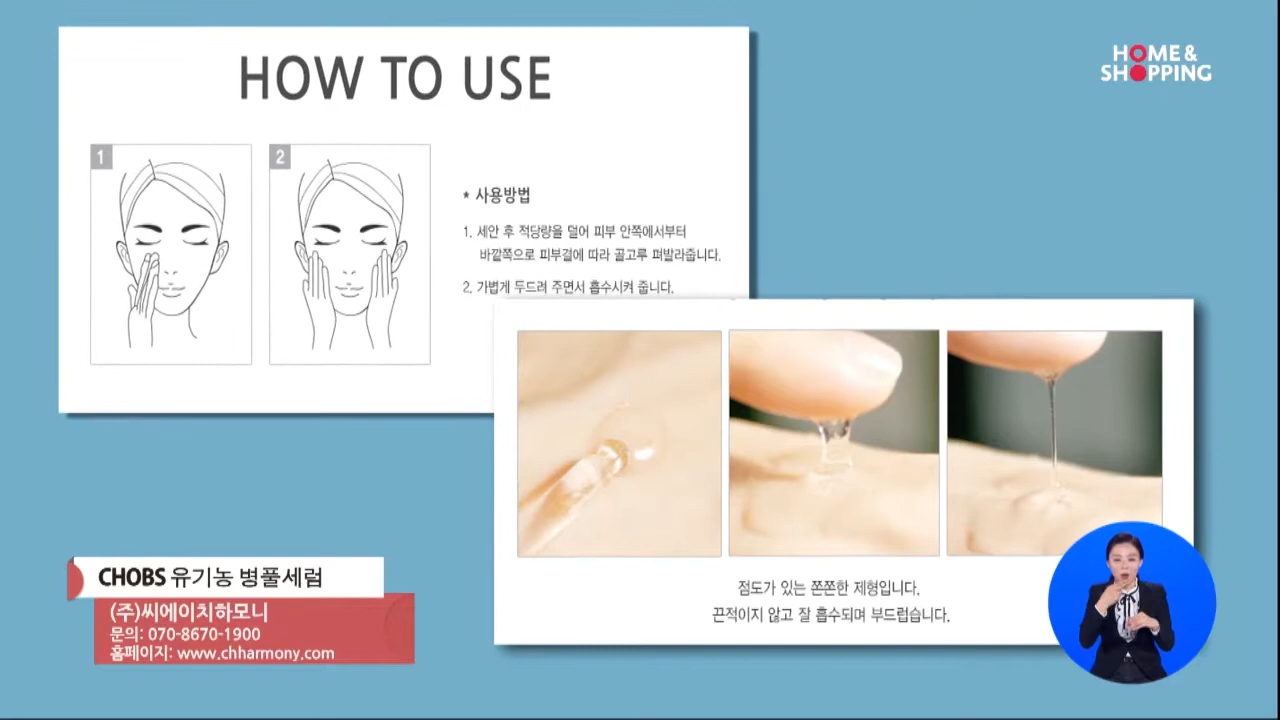 HOW TO USE
HOME &
SHOPPING
1
2
* 사용방법
1. 세안 후 적당량을 덜어 피부 안쪽에서부터
바깥쪽으로 피부결에 따라 골고루 펴발라줍니다.
2. 가볍게 두드려 주면서 흡수시켜 줍니다.
점도가 있는 쫀쫀한 제형입니다.
끈적이지 않고 잘 흡수되며 부드럽습니다.
CHOBS 유기농 병풀세럼
(주)씨에이치하모니
문의: 070-8670-1900
홈페이지: www.chharmony.com